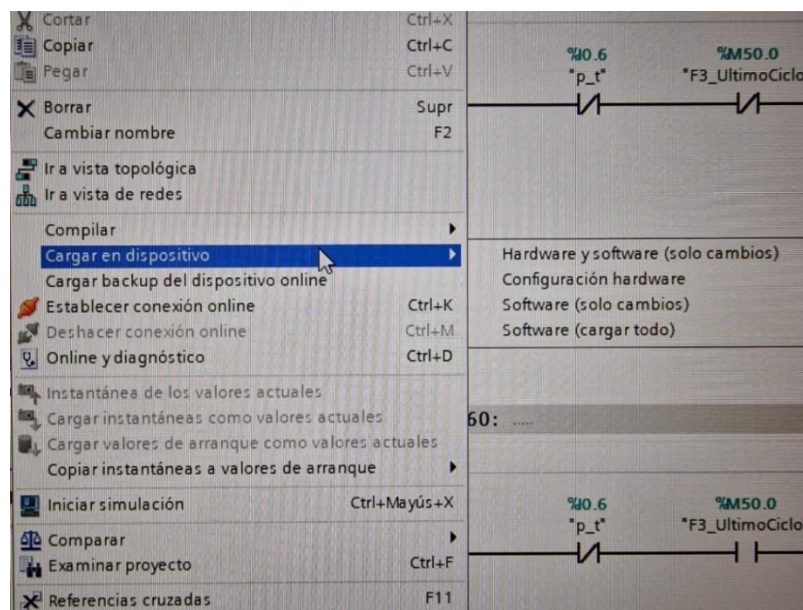 Cortar Ctrl+X
Copiar Ctrl+C
Pegar Ctrl+V
Borrar Supr
Cambiar nombre F2
Ir a vista topológica
Ir a vista de redes
Compilar
Cargar en dispositivo
Cargar backup del dispositivo online
Establecer conexión online Ctrl+K
Deshacer conexión online Ctrl+M
Online y diagnóstico Ctrl+D
Instantánea de los valores actuales
Cargar instantáneas como valores actuales
Cargar valores de arranque como valores actuales
Copiar instantáneas a valores de arranque
Iniciar simulación Ctrl+Mayús+X
Comparar
Examinar proyecto Ctrl+F
Referencias cruzadas F11
Hardware y software (solo cambios)
Configuración hardware
Software (solo cambios)
Software (cargar todo)
%I0.6 %M50.0
"p_t" "F3_UltimoCiclo
60: .....
%I0.6 %M50.0
"p_t" "F3_UltimoCiclo